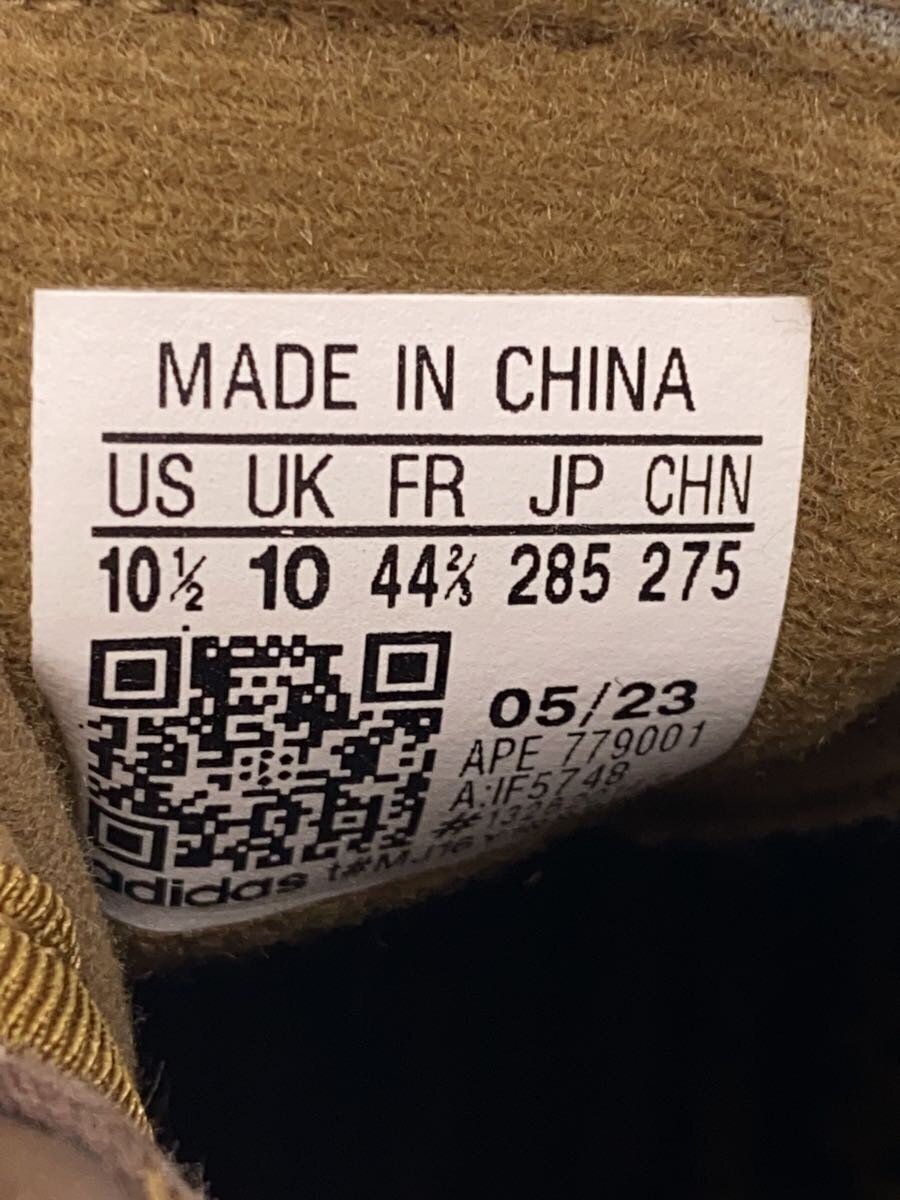 MADE IN CHINA
US UK FR JP CHN
10½ 10 44⅔ 285 275
05/23
APE 779001
A:IF5748
adidas